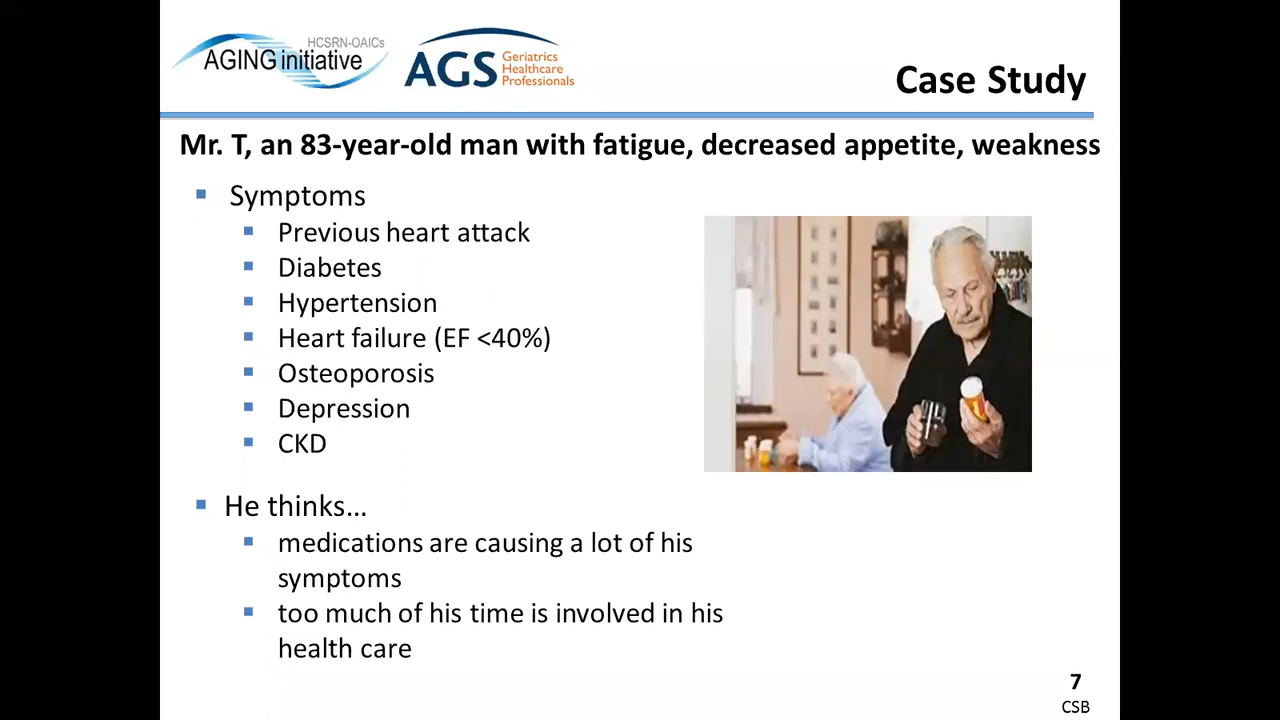 HCSRN-OAICs
AGING initiative
AGS Geriatrics
Healthcare
Professionals
Case Study
Mr. T, an 83-year-old man with fatigue, decreased appetite, weakness
Symptoms
Previous heart attack
Diabetes
Hypertension
Heart failure (EF <40%)
Osteoporosis
Depression
CKD
He thinks...
medications are causing a lot of his
symptoms
too much of his time is involved in his
health care
7
CSB